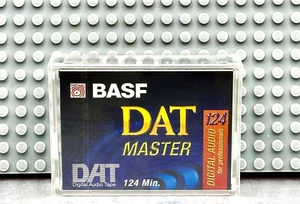 BASF
DAT
MASTER
124
DIGITAL AUDIO
for professionals
DAT
Digital Audio Tape
124 Min.